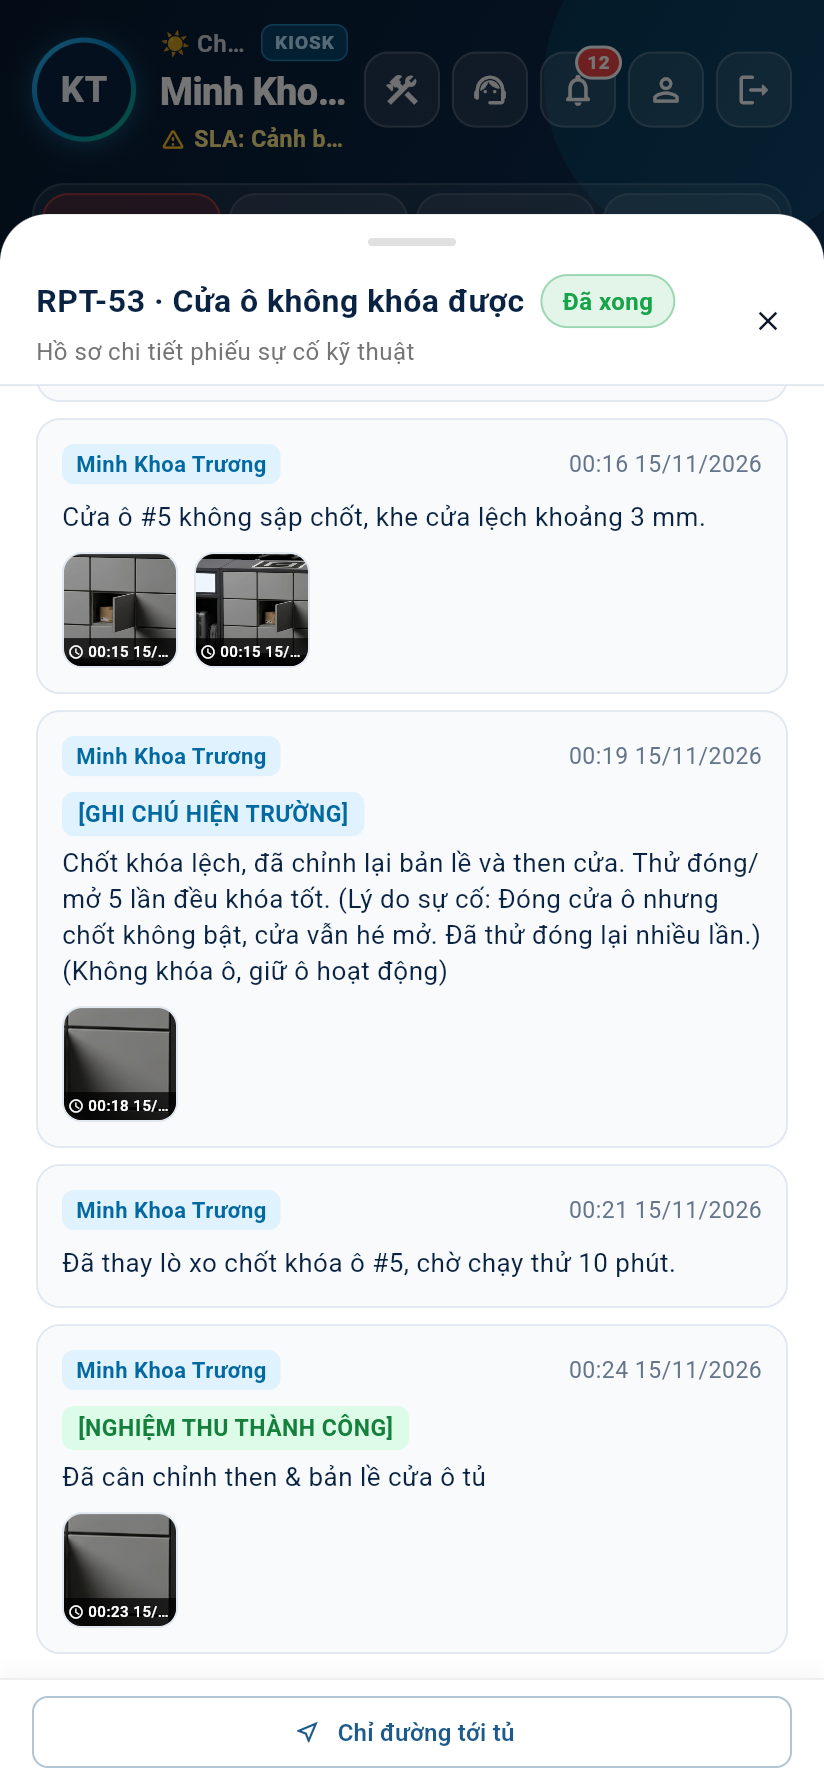 KT
Ch...
KIOSK
Minh Kho...
SLA: Cảnh b...
12
RPT-53 · Cửa ô không khóa được
Đã xong
Hồ sơ chi tiết phiếu sự cố kỹ thuật
Minh Khoa Trương
00:16 15/11/2026
Cửa ô #5 không sập chốt, khe cửa lệch khoảng 3 mm.
00:15 15/...
00:15 15/...
Minh Khoa Trương
00:19 15/11/2026
[GHI CHÚ HIỆN TRƯỜNG]
Chốt khóa lệch, đã chỉnh lại bản lề và then cửa. Thử đóng/
mở 5 lần đều khóa tốt. (Lý do sự cố: Đóng cửa ô nhưng
chốt không bật, cửa vẫn hé mở. Đã thử đóng lại nhiều lần.)
(Không khóa ô, giữ ô hoạt động)
00:18 15/...
Minh Khoa Trương
00:21 15/11/2026
Đã thay lò xo chốt khóa ô #5, chờ chạy thử 10 phút.
Minh Khoa Trương
00:24 15/11/2026
[NGHIỆM THU THÀNH CÔNG]
Đã cân chỉnh then & bản lề cửa ô tủ
00:23 15/...
Chỉ đường tới tủ